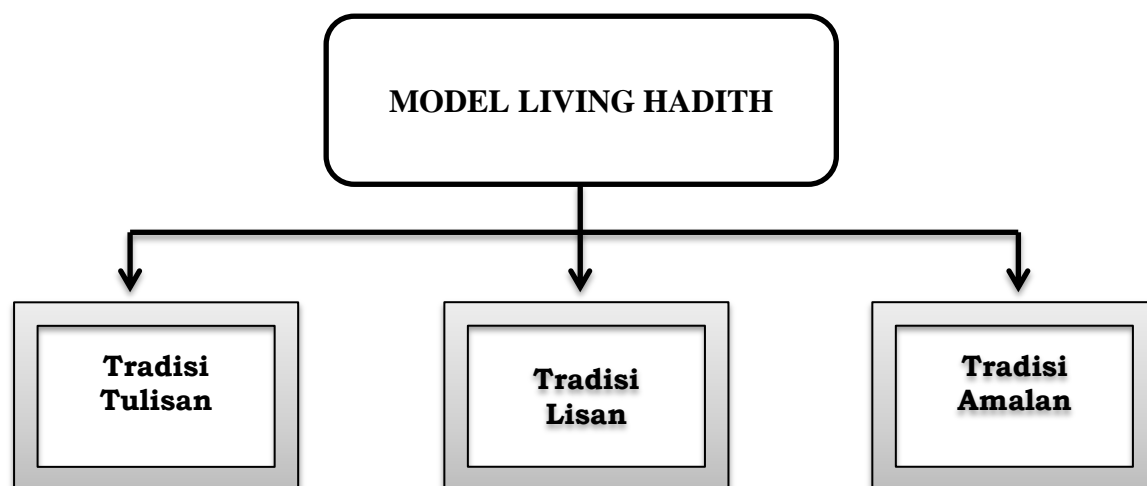 MODEL LIVING HADITH
Tradisi
Tulisan
Tradisi
Lisan
Tradisi
Amalan